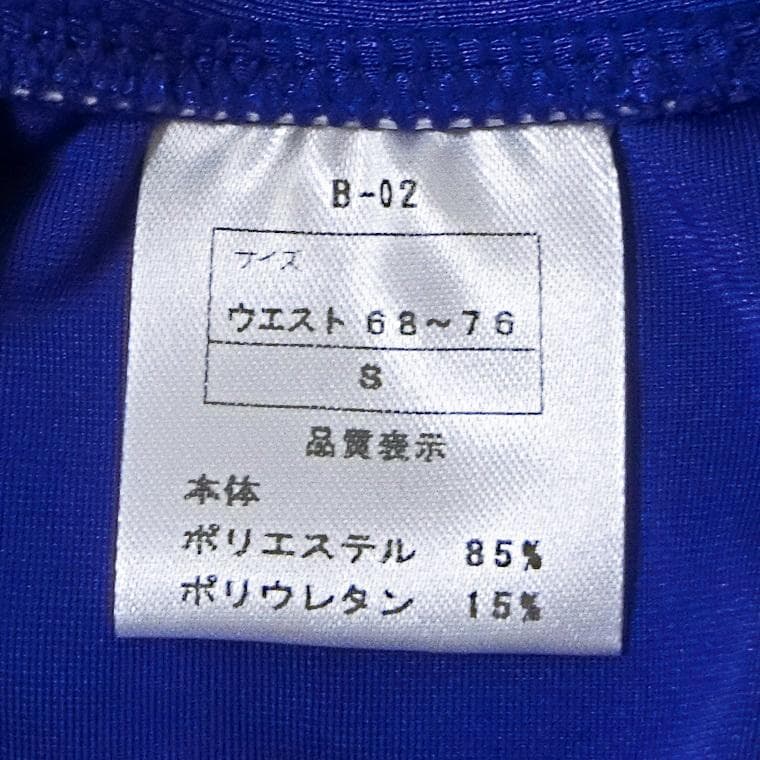 B-02
サイズ
ウエスト 68〜76
S
品質表示
本体
ポリエステル 85%
ポリウレタン 15%